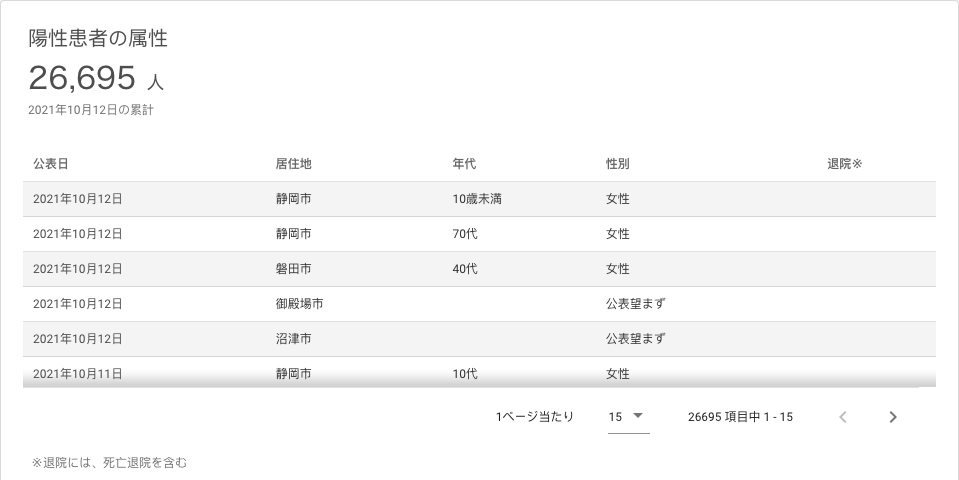 陽性患者の属性
26,695 人
2021年10月12日の累計
公表日 居住地 年代 性別 退院※
2021年10月12日 静岡市 10歳未満 女性
2021年10月12日 静岡市 70代 女性
2021年10月12日 磐田市 40代 女性
2021年10月12日 御殿場市 公表望まず
2021年10月12日 沼津市 公表望まず
2021年10月11日 静岡市 10代 女性
1ページ当たり 15 26695 項目中 1 - 15
※退院には、死亡退院を含む